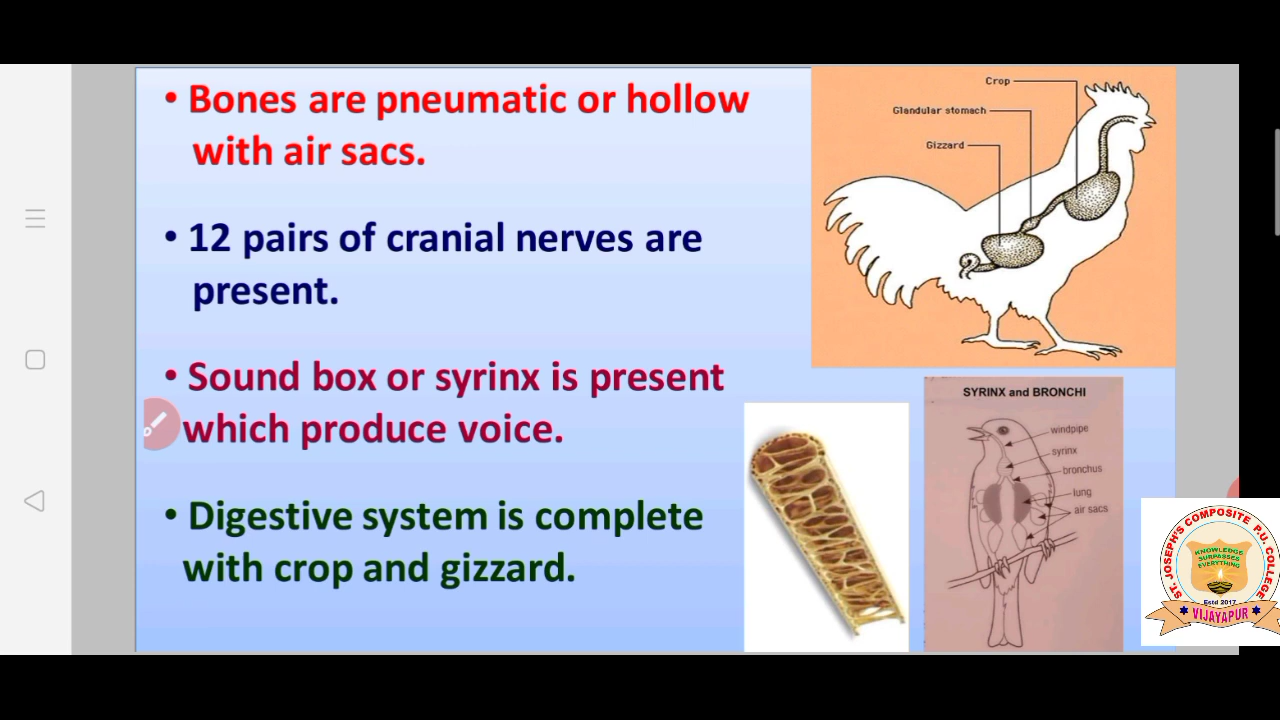 • Bones are pneumatic or hollow
with air sacs.
• 12 pairs of cranial nerves are
present.
• Sound box or syrinx is present
which produce voice.
• Digestive system is complete
with crop and gizzard.
Crop
Glandular stomach
Gizzard
SYRINX and BRONCHI
windpipe
syrinx
bronchus
lung
air sacs
ST. JOSEPH'S COMPOSITE P.U. COLLEGE
KNOWLEDGE
SURPASSES
EVERYTHING
Estd 2017
VIJAYAPUR